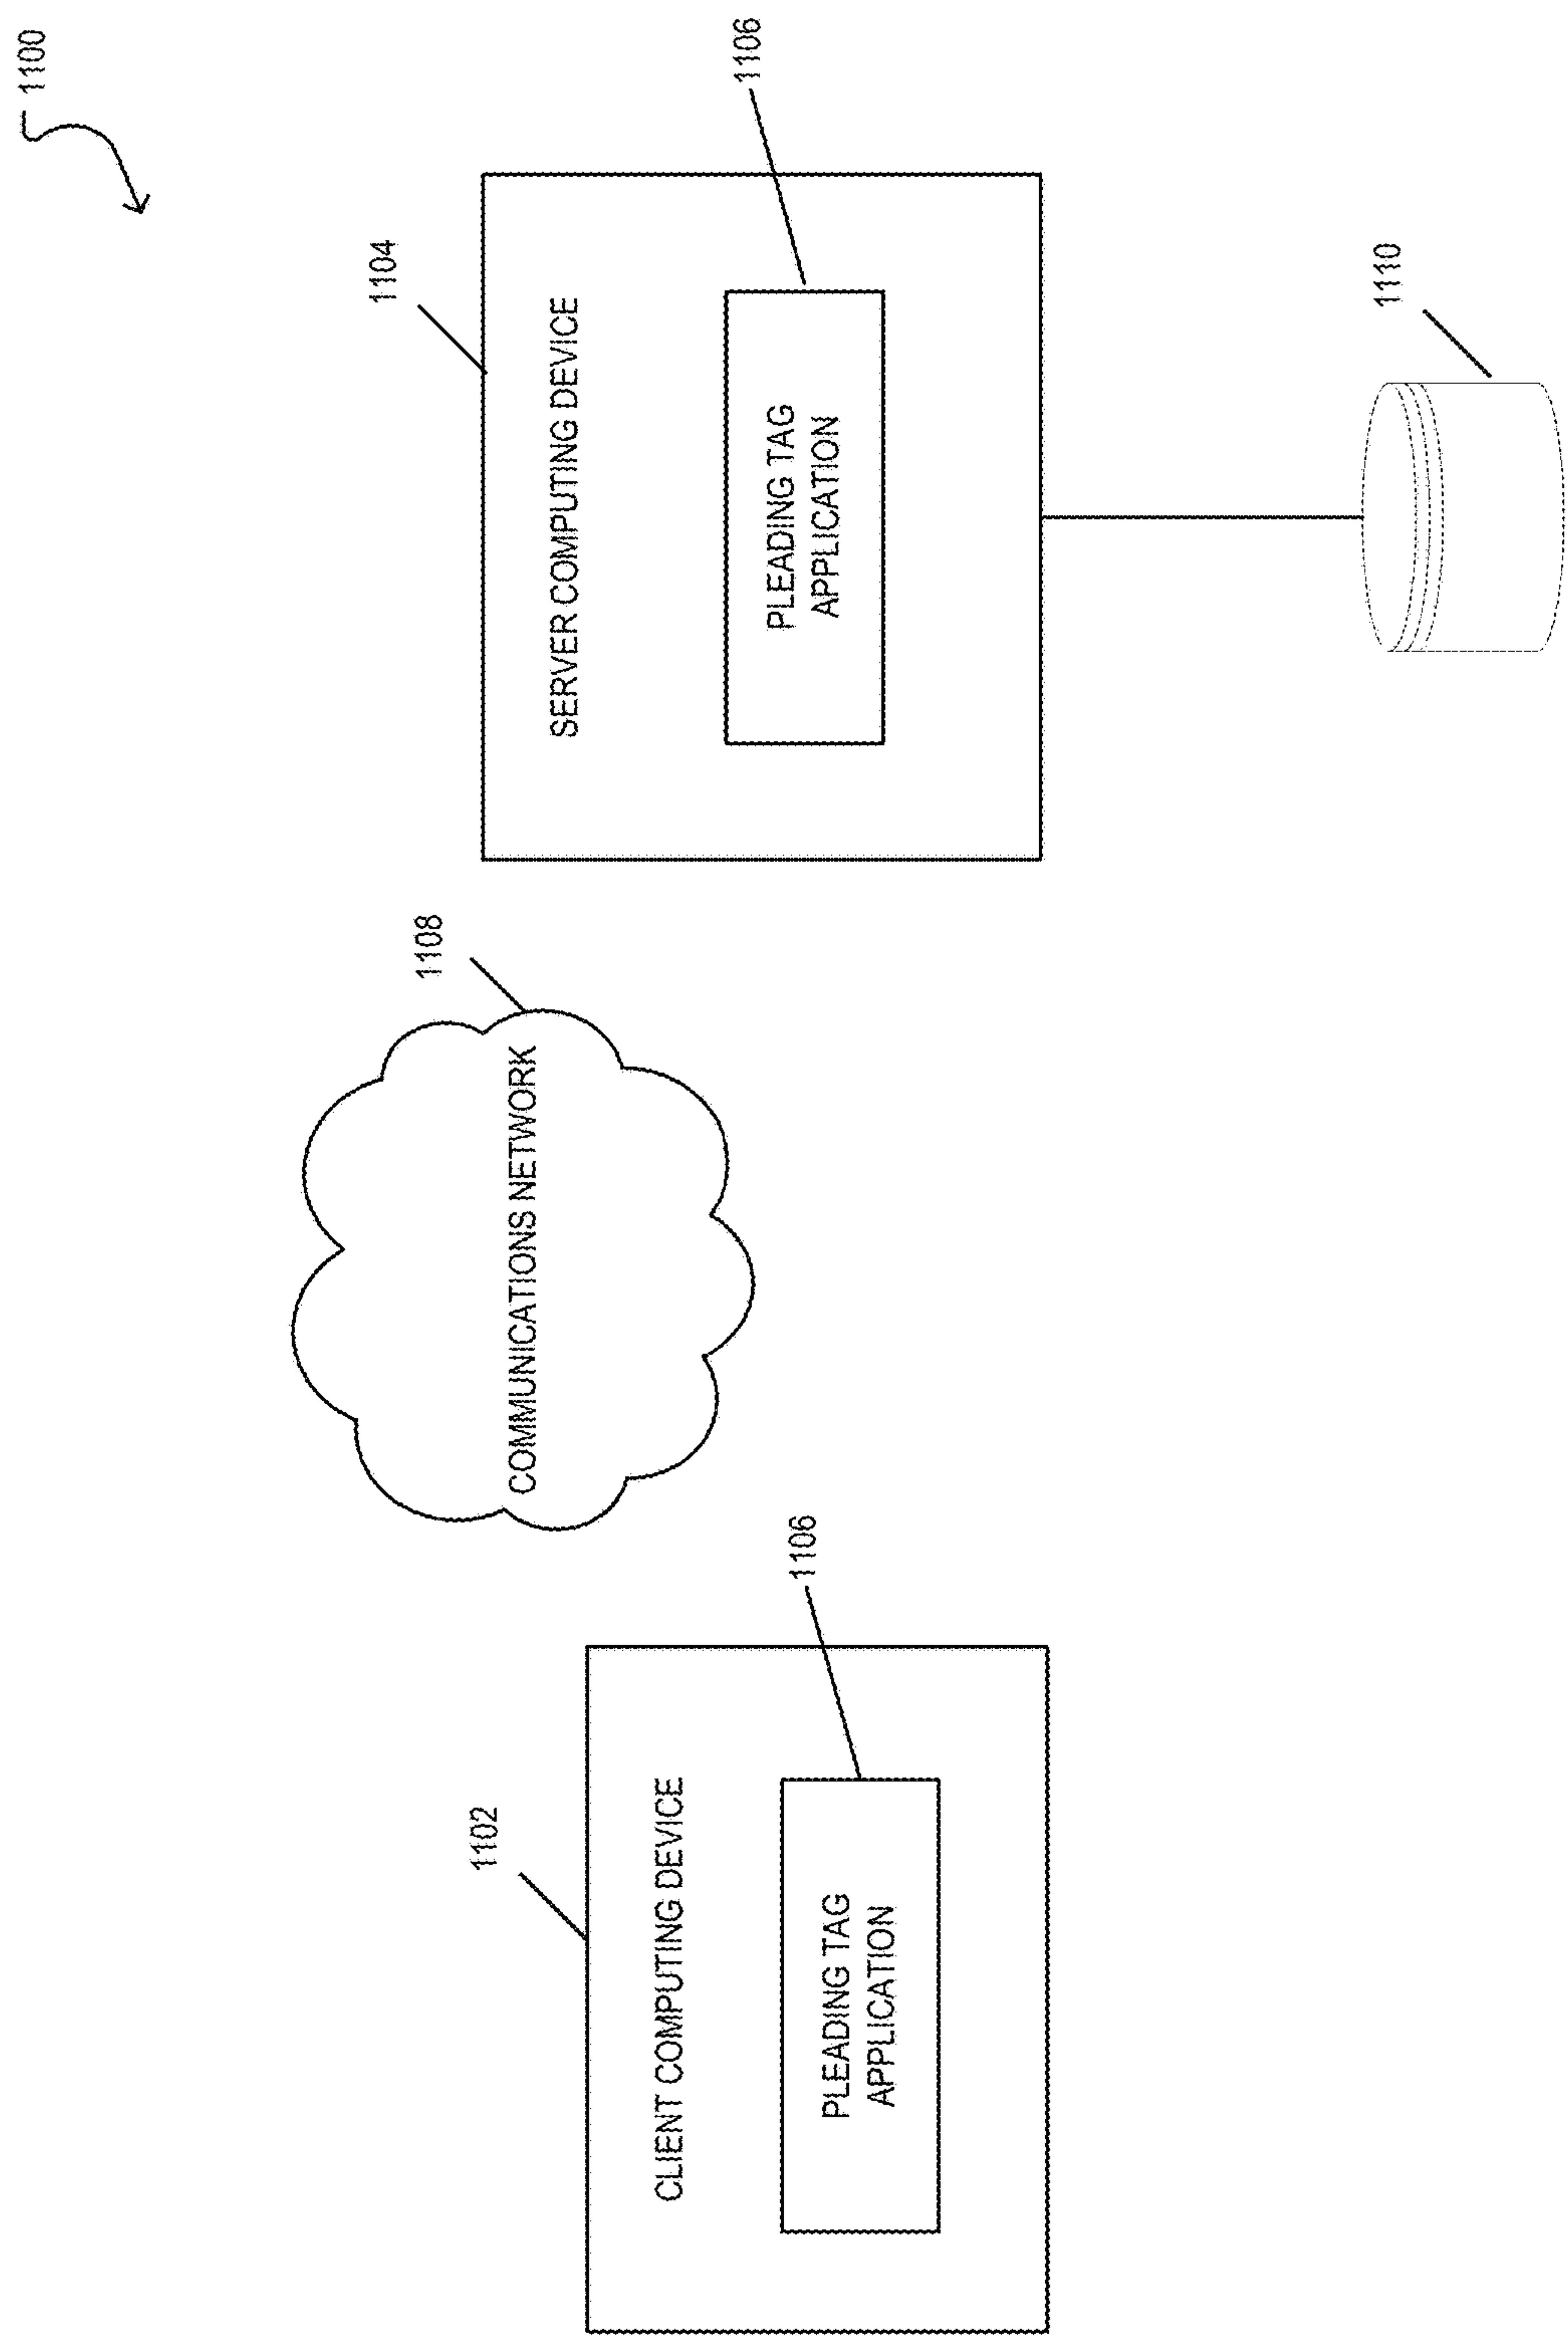 1100
1102
CLIENT COMPUTING DEVICE
PLEADING TAG
APPLICATION
1106
COMMUNICATIONS NETWORK
1108
1104
SERVER COMPUTING DEVICE
PLEADING TAG
APPLICATION
1106
1110